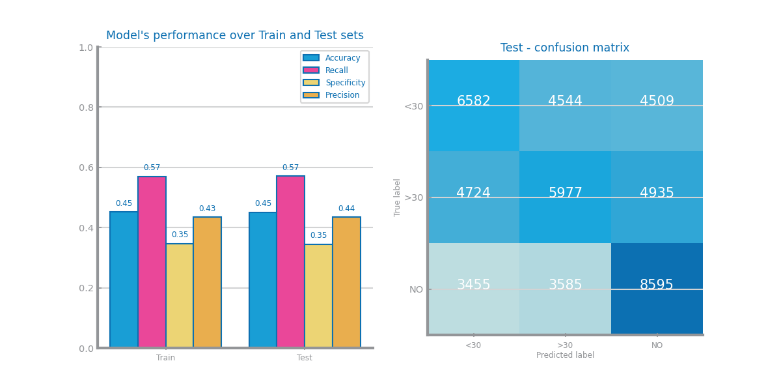 Model's performance over Train and Test sets
1.0
0.8
0.6
0.4
0.2
0.0
Accuracy
Recall
Specificity
Precision
0.45
0.57
0.35
0.43
0.45
0.57
0.35
0.44
Train
Test
Test - confusion matrix
True label
<30
6582 4544 4509
>30
4724 5977 4935
NO
3455 3585 8595
<30 >30 NO
Predicted label